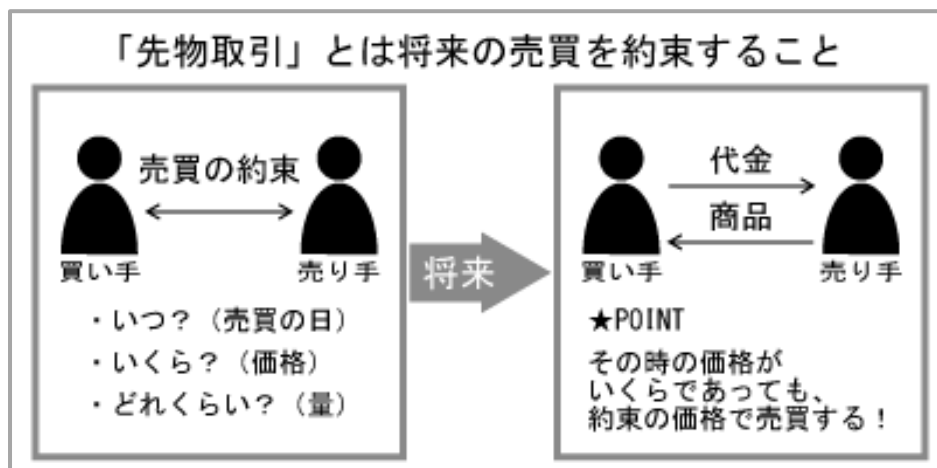 「先物取引」とは将来の売買を約束すること
売買の約束
買い手
売り手
・いつ？（売買の日）
・いくら？（価格）
・どれくらい？（量）
将来
代金
商品
買い手
売り手
★POINT
その時の価格が
いくらであっても、
約束の価格で売買する！